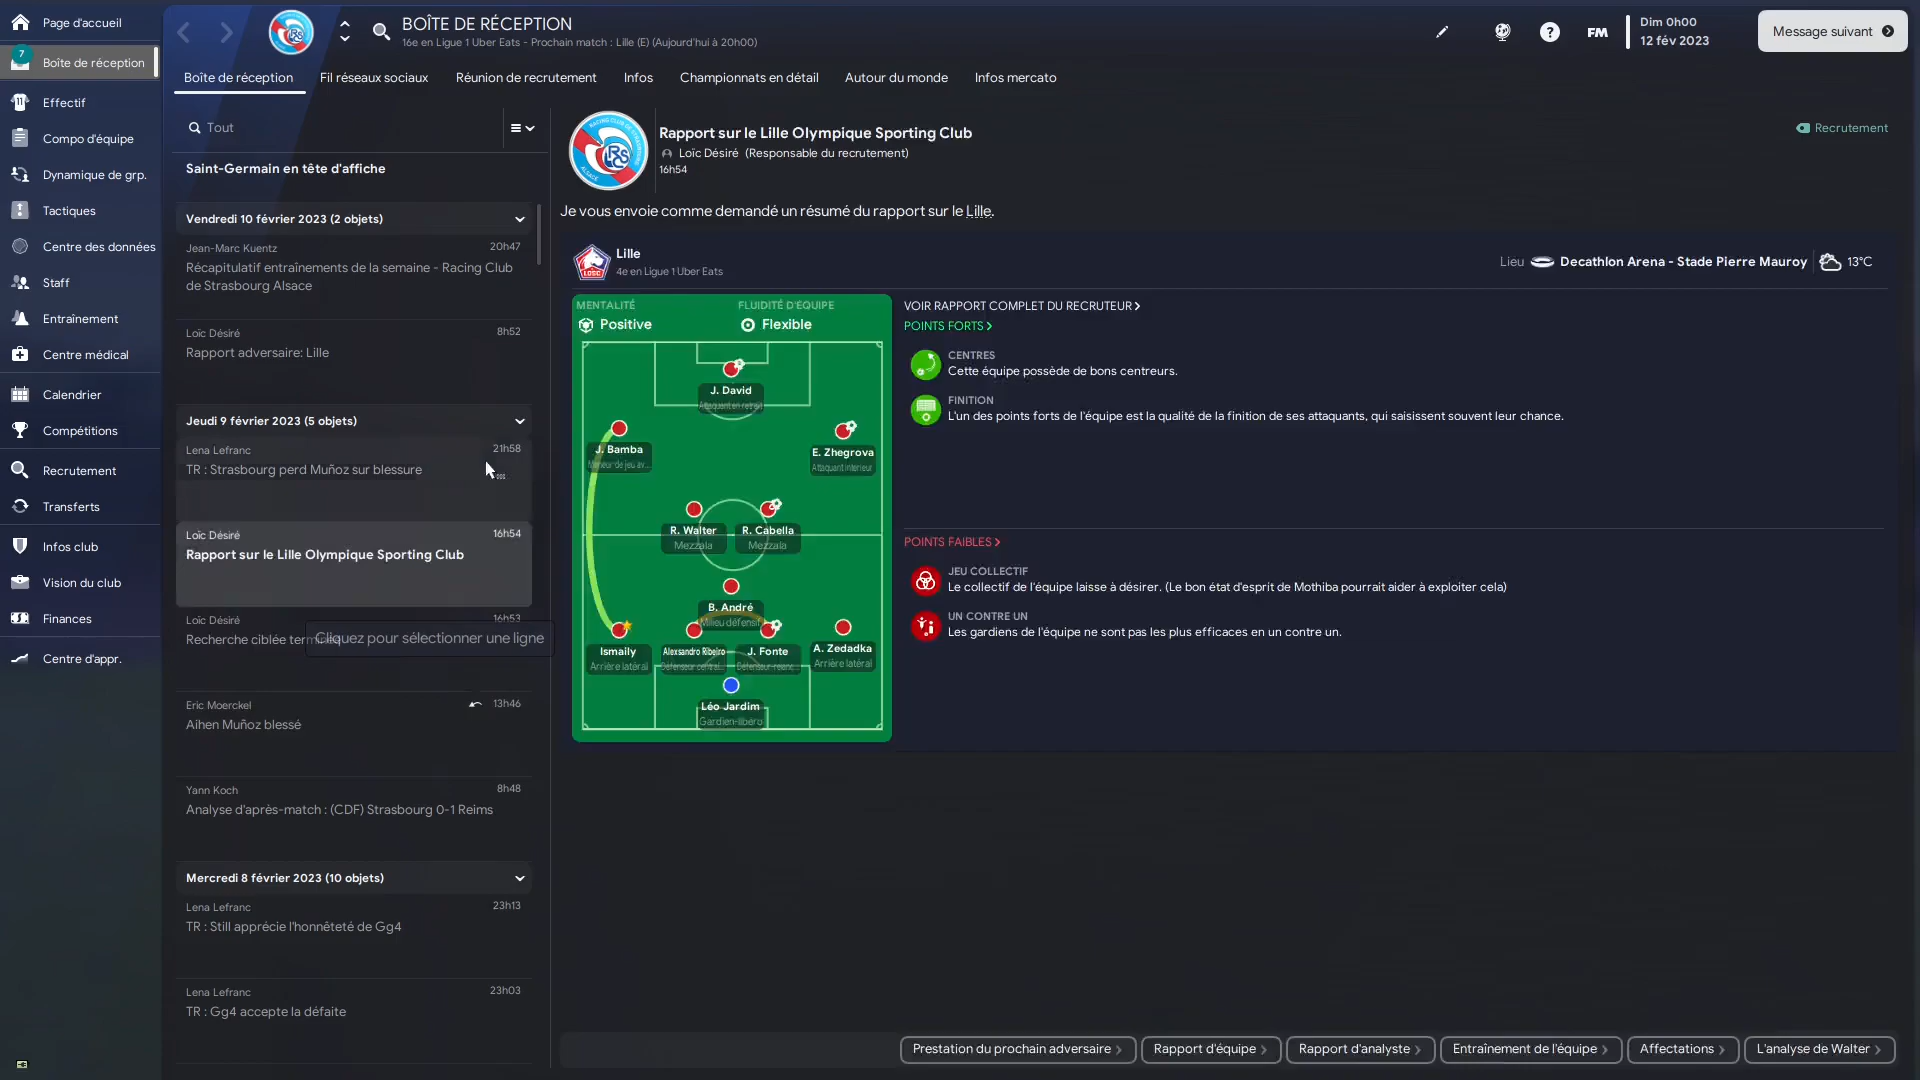 Page d'accueil
7
Boîte de réception
Effectif
Compo d'équipe
Dynamique de grp.
Tactiques
Centre des données
Staff
Entraînement
Centre médical
Calendrier
Compétitions
Recrutement
Transferts
Infos club
Vision du club
Finances
Centre d'appr.
BOÎTE DE RÉCEPTION
16e en Ligue 1 Uber Eats - Prochain match : Lille (E) (Aujourd'hui à 20h00)
FM
Dim 0h00
12 fév 2023
Message suivant
Boîte de réception
Fil réseaux sociaux
Réunion de recrutement
Infos
Championnats en détail
Autour du monde
Infos mercato
Tout
Saint-Germain en tête d'affiche
Vendredi 10 février 2023 (2 objets)
Jean-Marc Kuentz 20h47
Récapitulatif entraînements de la semaine - Racing Club
de Strasbourg Alsace
Loïc Désiré 8h52
Rapport adversaire: Lille
Jeudi 9 février 2023 (5 objets)
Lena Lefranc 21h58
TR : Strasbourg perd Muñoz sur blessure
Loïc Désiré 16h54
Rapport sur le Lille Olympique Sporting Club
Loïc Désiré 16h53
Recherche ciblée
Cliquez pour sélectionner une ligne
Eric Moerckel 13h46
Aihen Muñoz blessé
Yann Koch 8h48
Analyse d'après-match : (CDF) Strasbourg 0-1 Reims
Mercredi 8 février 2023 (10 objets)
Lena Lefranc 23h13
TR : Still apprécie l'honnêteté de Gg4
Lena Lefranc 23h03
TR : Gg4 accepte la défaite
Rapport sur le Lille Olympique Sporting Club
Loïc Désiré (Responsable du recrutement)
16h54
Recrutement
Je vous envoie comme demandé un résumé du rapport sur le Lille.
Lille
4e en Ligue 1 Uber Eats
Lieu Decathlon Arena - Stade Pierre Mauroy 13°C
MENTALITÉ
Positive
FLUIDITÉ D'ÉQUIPE
Flexible
J. David
Attaquant en retrait
J. Bamba
Meneur de jeu av...
E. Zhegrova
Attaquant intérieur
R. Walter
Mezzala
R. Cabella
Mezzala
B. André
Milieu défensif
Ismaily
Arrière latéral
Alexsandro Ribeiro
Défenseur central...
J. Fonte
Défenseur-relanc...
A. Zedadka
Arrière latéral
Léo Jardim
Gardien-libéro
VOIR RAPPORT COMPLET DU RECRUTEUR
POINTS FORTS
CENTRES
Cette équipe possède de bons centreurs.
FINITION
L'un des points forts de l'équipe est la qualité de la finition de ses attaquants, qui saisissent souvent leur chance.
POINTS FAIBLES
JEU COLLECTIF
Le collectif de l'équipe laisse à désirer. (Le bon état d'esprit de Mothiba pourrait aider à exploiter cela)
UN CONTRE UN
Les gardiens de l'équipe ne sont pas les plus efficaces en un contre un.
Prestation du prochain adversaire
Rapport d'équipe
Rapport d'analyste
Entraînement de l'équipe
Affectations
L'analyse de Walter